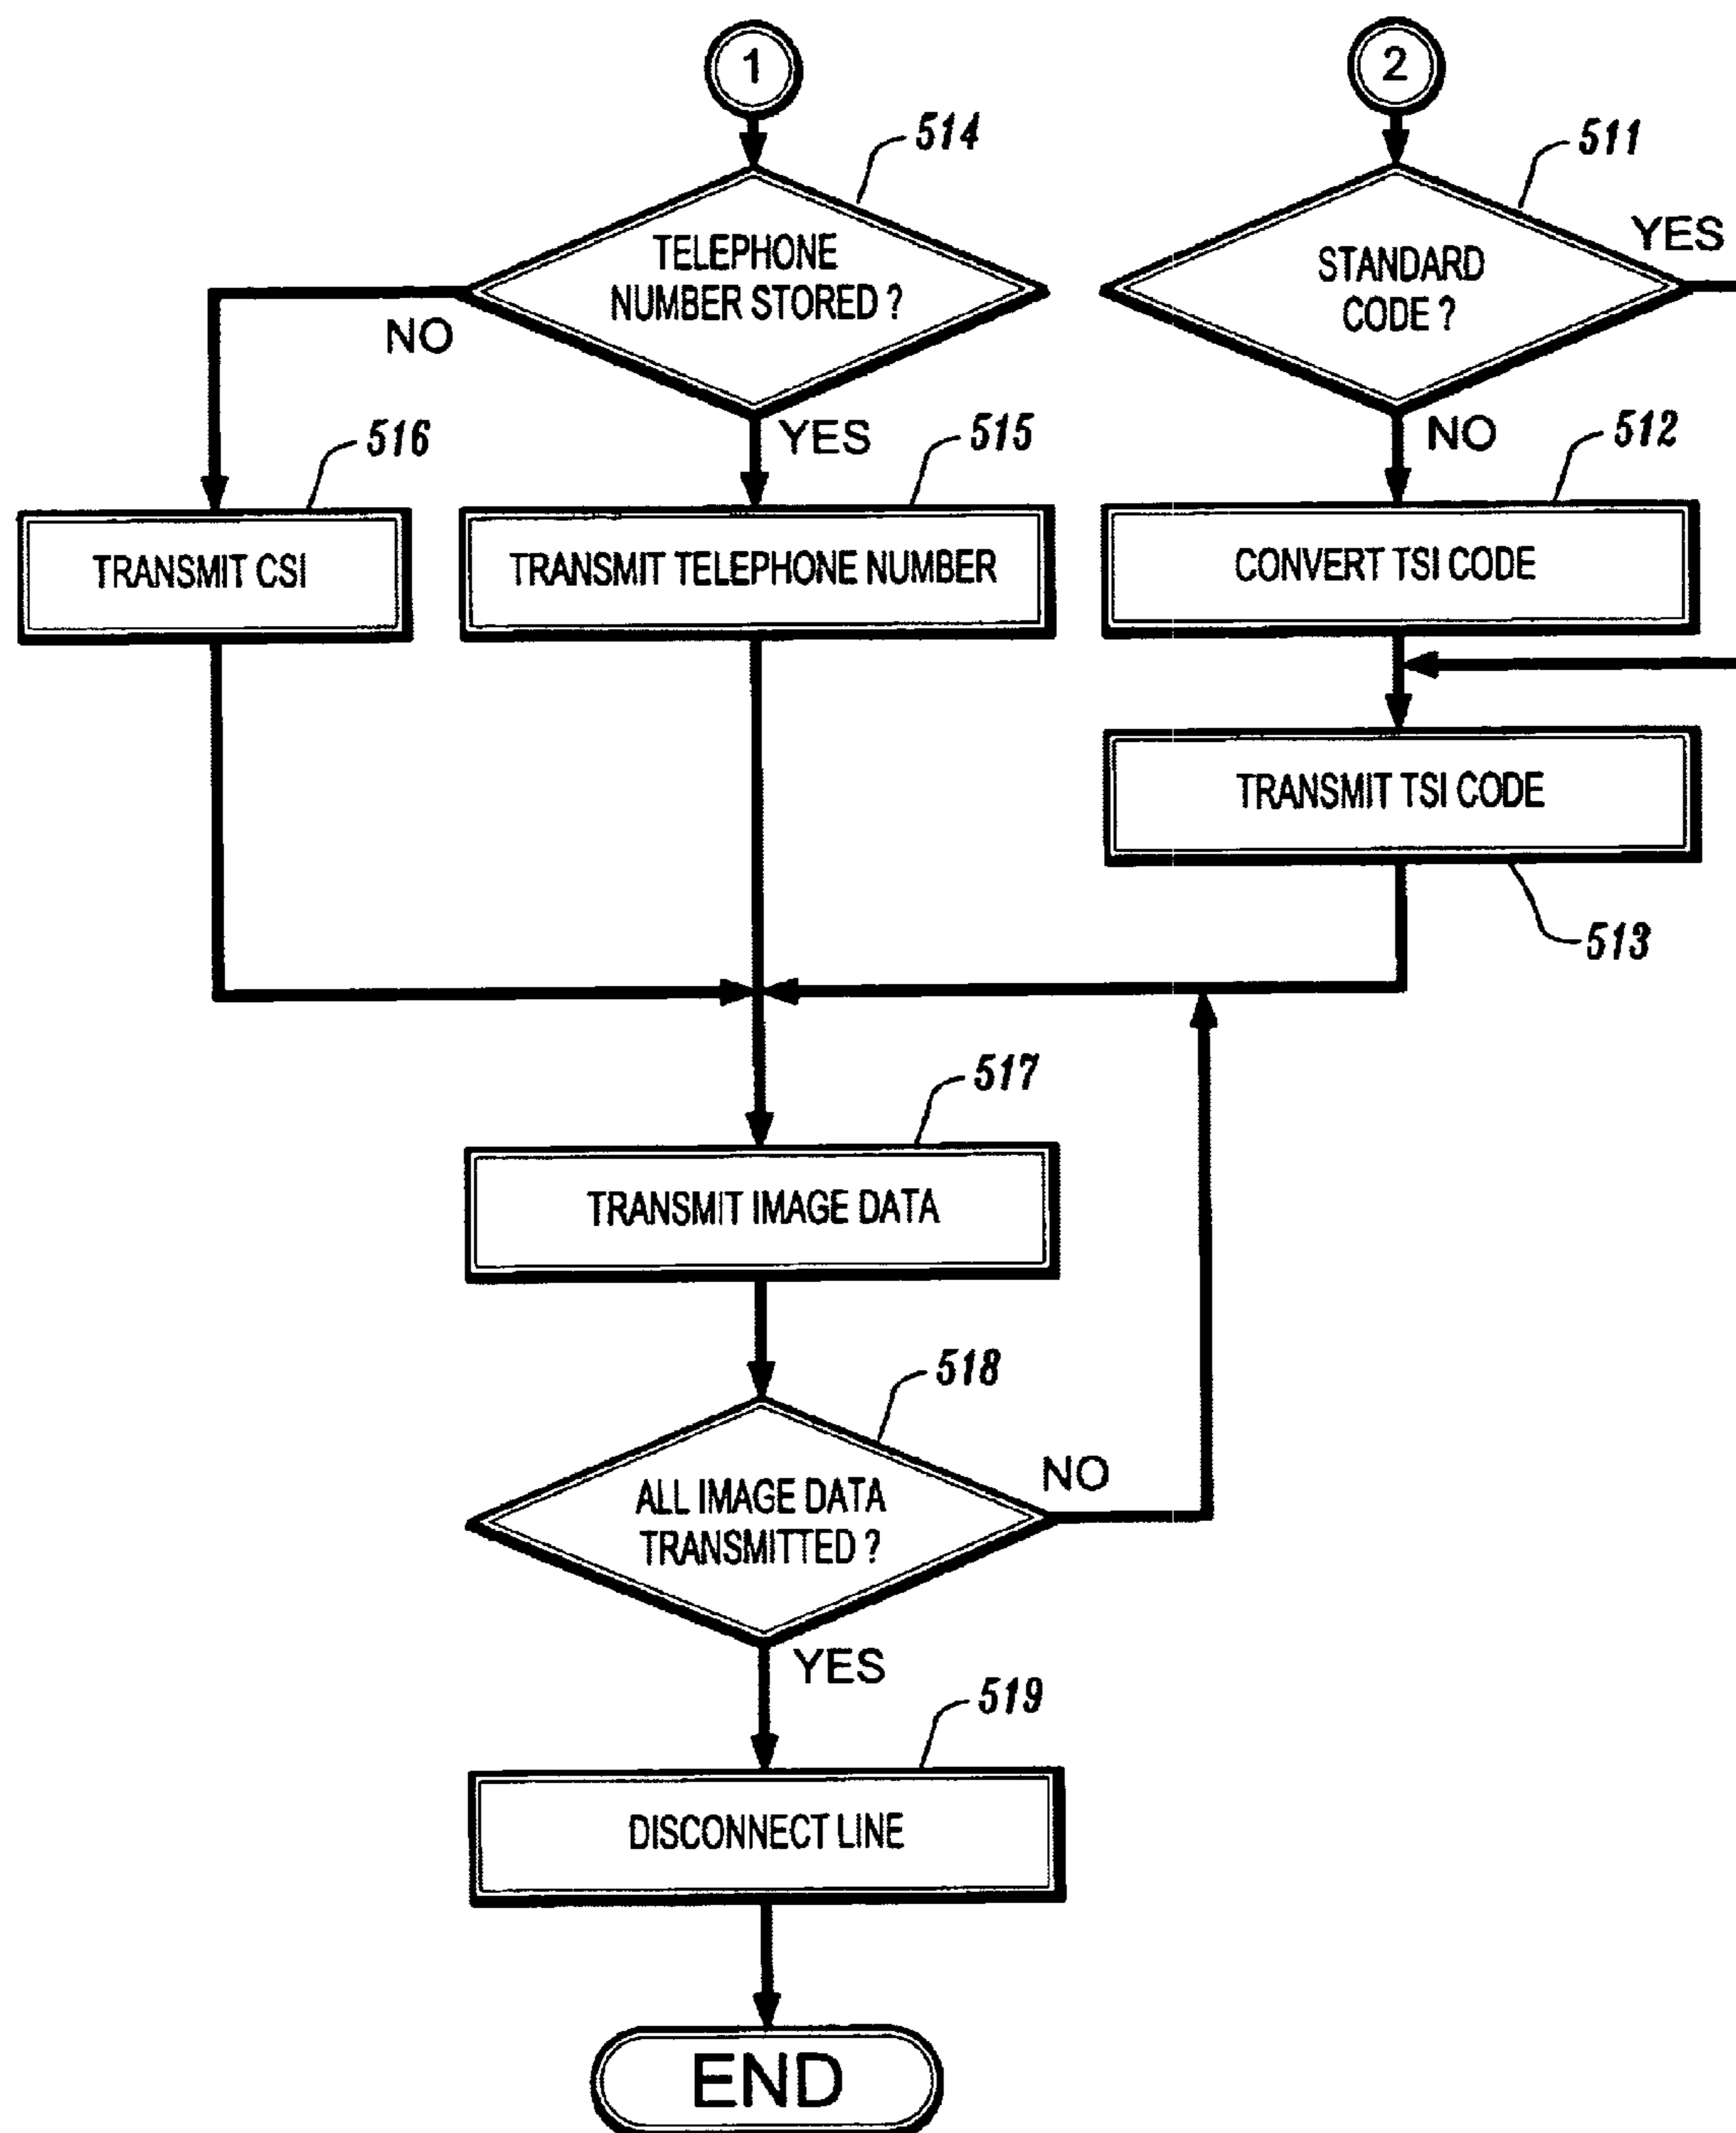 1
2
514
511
TELEPHONE
NUMBER STORED ?
STANDARD
CODE ?
YES
NO
YES
NO
516
515
512
TRANSMIT CSI
TRANSMIT TELEPHONE NUMBER
CONVERT TSI CODE
TRANSMIT TSI CODE
513
517
TRANSMIT IMAGE DATA
518
ALL IMAGE DATA
TRANSMITTED ?
NO
YES
519
DISCONNECT LINE
END